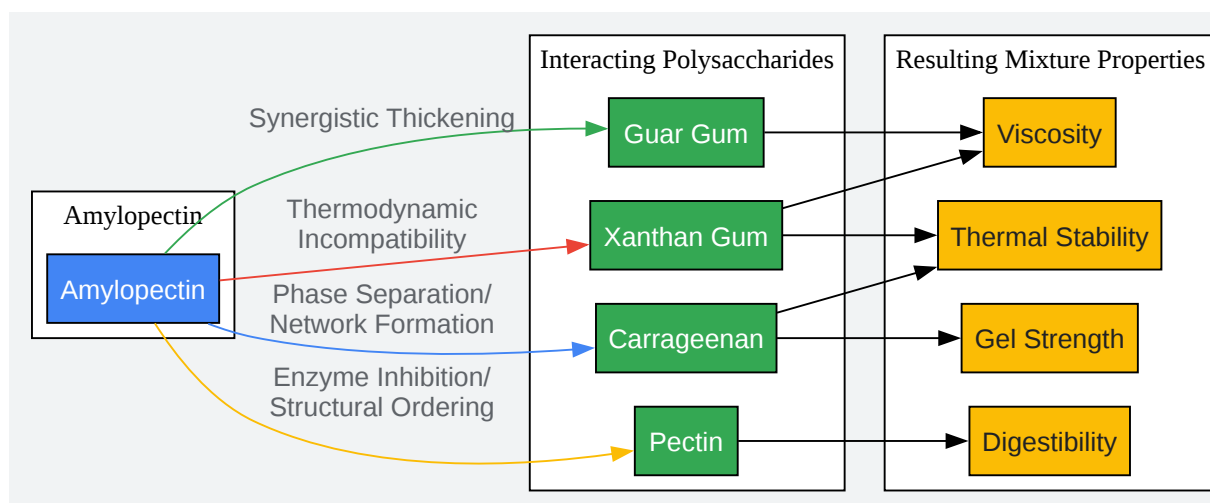 Interacting Polysaccharides
Resulting Mixture Properties
Synergistic Thickening
Guar Gum
Viscosity
Amylopectin
Thermodynamic
Incompatibility
Xanthan Gum
Thermal Stability
Amylopectin
Phase Separation/
Network Formation
Carrageenan
Gel Strength
Enzyme Inhibition/
Structural Ordering
Pectin
Digestibility